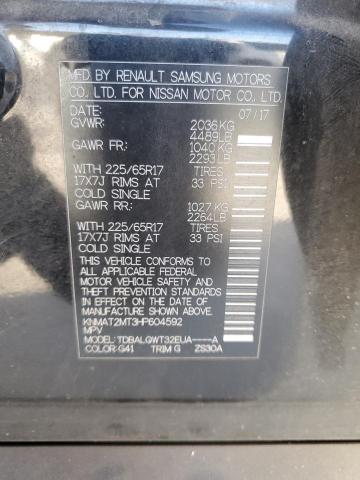 MFD. BY RENAULT SAMSUNG MOTORS
CO., LTD. FOR NISSAN MOTOR CO., LTD.
DATE: 07/17
GVWR: 2036KG
4489LB
GAWR FR: 1040KG
2293LB
WITH 225/65R17 TIRES
17X7J RIMS AT 33 PSI
COLD SINGLE
GAWR RR: 1027KG
2264LB
WITH 225/65R17 TIRES
17X7J RIMS AT 33 PSI
COLD SINGLE
THIS VEHICLE CONFORMS TO
ALL APPLICABLE FEDERAL
MOTOR VEHICLE SAFETY AND
THEFT PREVENTION STANDARDS
IN EFFECT ON THE DATE OF
MANUFACTURE SHOWN ABOVE.
KNMAT2MT3HP604592
MPV
MODEL: TDBALQWT32EUA----A
COLOR: G41 TRIM G ZS30A